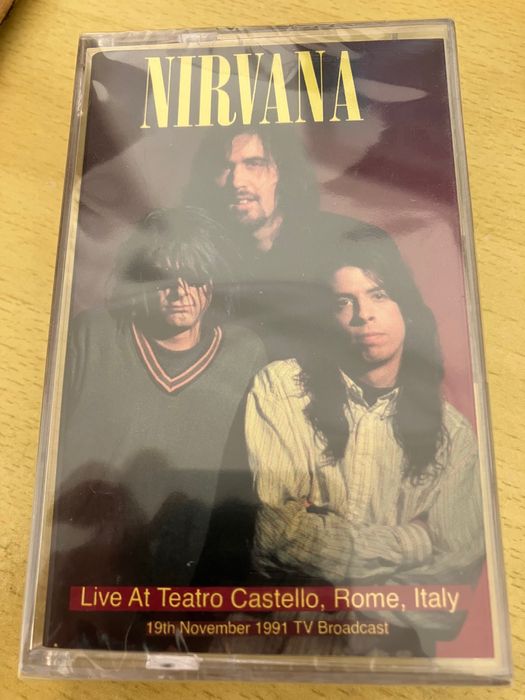 NIRVANA
Live At Teatro Castello, Rome, Italy
19th November 1991 TV Broadcast